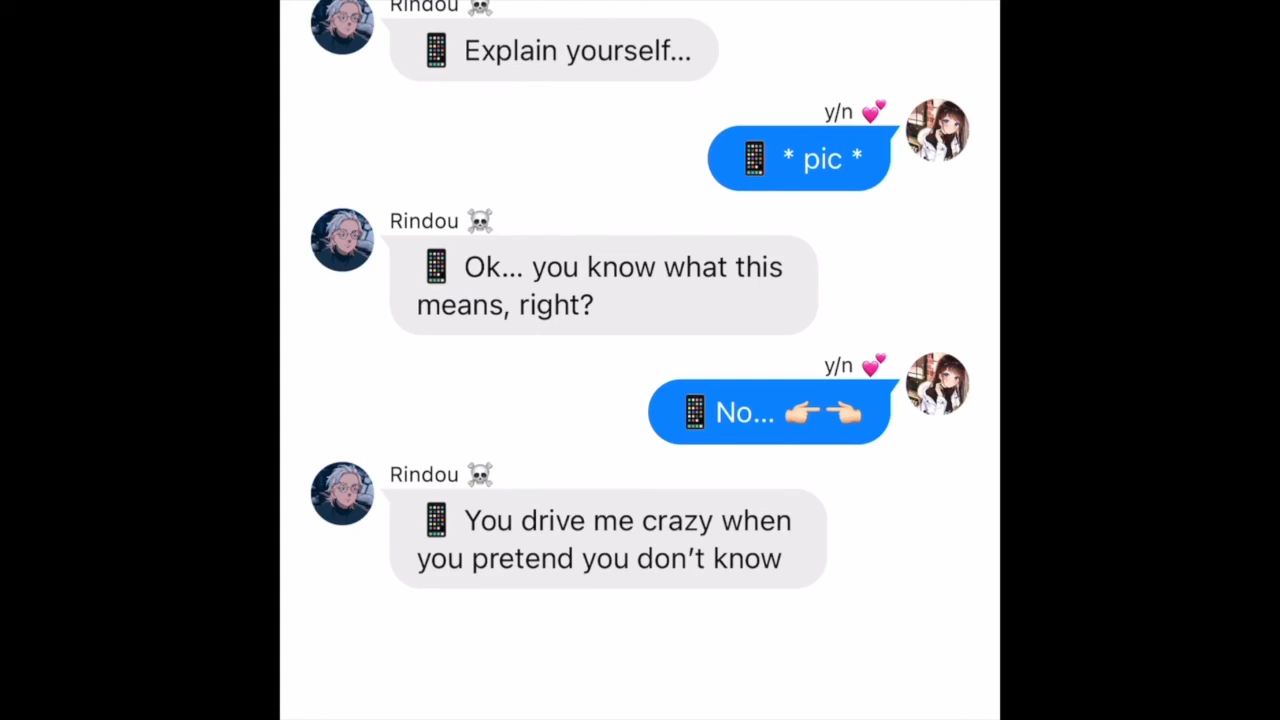 Rindou ☠️
📱 Explain yourself...
y/n 💕
📱 * pic *
Rindou ☠️
📱 Ok... you know what this
means, right?
y/n 💕
📱No... 👉🏻👈🏻
Rindou ☠️
📱 You drive me crazy when
you pretend you don't know